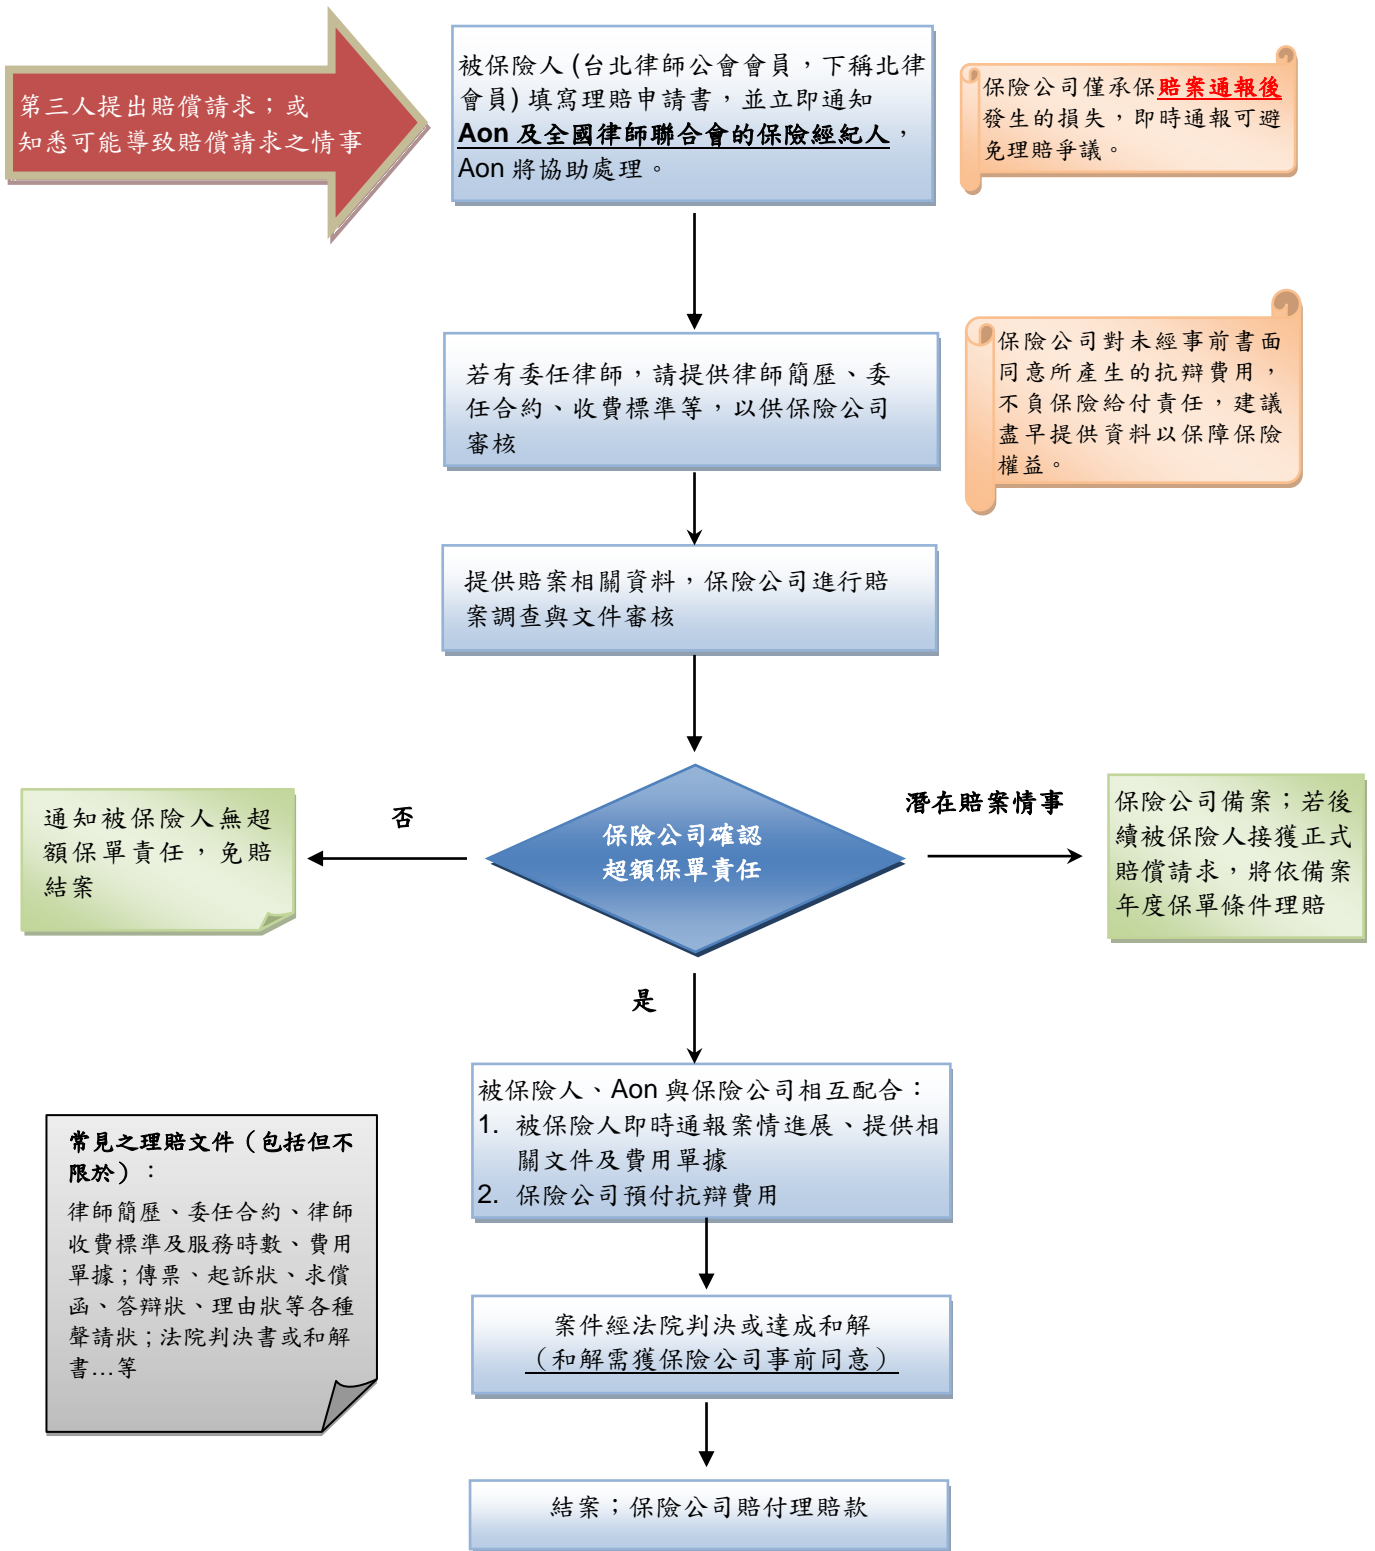 第三人提出賠償請求；或
知悉可能導致賠償請求之情事
被保險人 (台北律師公會會員，下稱北律
會員) 填寫理賠申請書，並立即通知
Aon 及全國律師聯合會的保險經紀人，
Aon 將協助處理。
保險公司僅承保賠案通報後
發生的損失，即時通報可避
免理賠爭議。
若有委任律師，請提供律師簡歷、委
任合約、收費標準等，以供保險公司
審核
保險公司對未經事前書面
同意所產生的抗辯費用，
不負保險給付責任，建議
盡早提供資料以保障保險
權益。
提供賠案相關資料，保險公司進行賠
案調查與文件審核
保險公司確認
超額保單責任
否
通知被保險人無超
額保單責任，免賠
結案
潛在賠案情事
保險公司備案；若後
續被保險人接獲正式
賠償請求，將依備案
年度保單條件理賠
是
被保險人、Aon 與保險公司相互配合：
1. 被保險人即時通報案情進展、提供相
關文件及費用單據
2. 保險公司預付抗辯費用
常見之理賠文件（包括但不
限於）：
律師簡歷、委任合約、律師
收費標準及服務時數、費用
單據；傳票、起訴狀、求償
函、答辯狀、理由狀等各種
聲請狀；法院判決書或和解
書…等
案件經法院判決或達成和解
（和解需獲保險公司事前同意）
結案；保險公司賠付理賠款